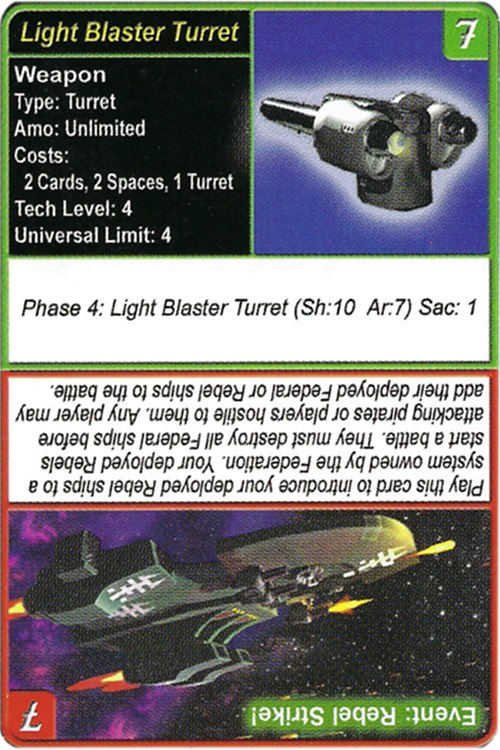 Light Blaster Turret
7
Weapon
Type: Turret
Amo: Unlimited
Costs:
2 Cards, 2 Spaces, 1 Turret
Tech Level: 4
Universal Limit: 4
Phase 4: Light Blaster Turret (Sh:10 Ar:7) Sac: 1
Event: Rebel Strike!
7
Play this card to introduce your deployed Rebel ships to a
system owned by the Federation. Your deployed Rebels
start a battle. They must destroy all Federal ships before
attacking pirates or players hostile to them. Any player may
add their deployed Federal or Rebel ships to the battle.